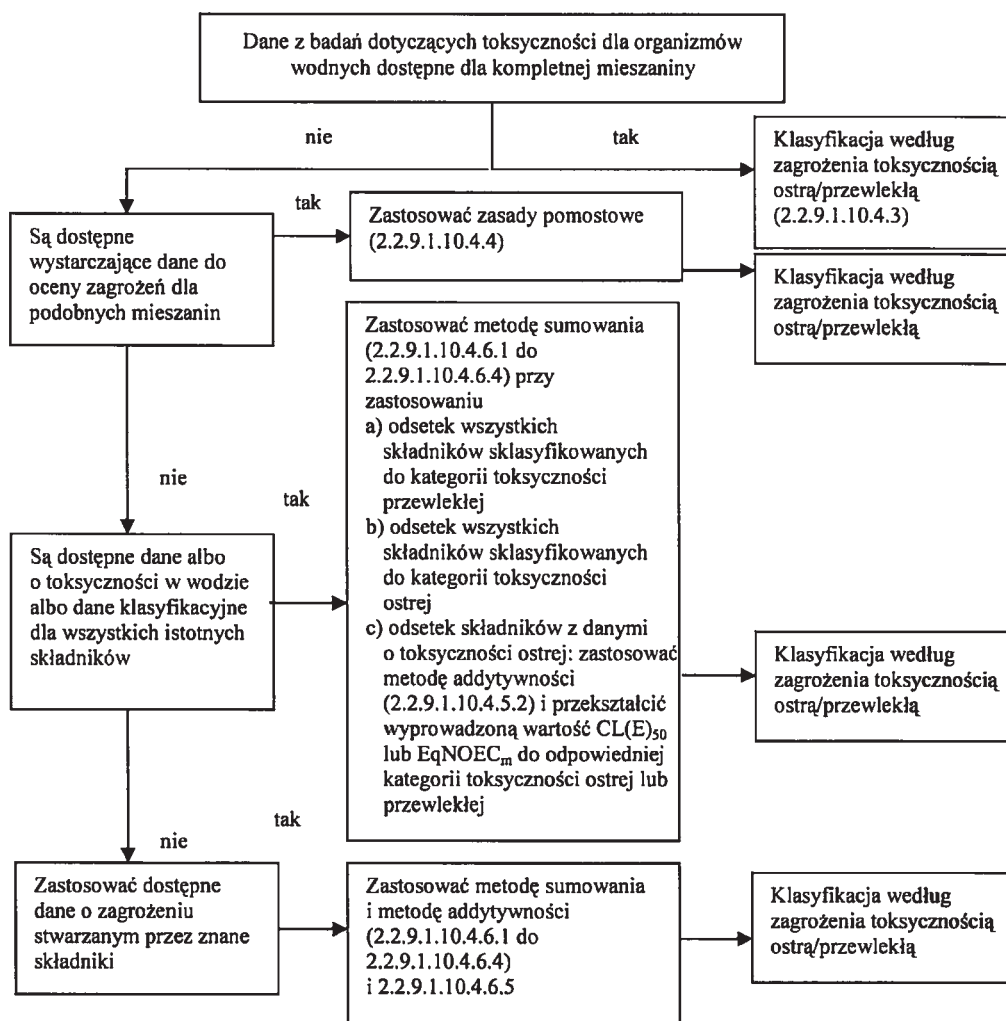 Dane z badań dotyczących toksyczności dla organizmów
wodnych dostępne dla kompletnej mieszaniny
nie
tak
Klasyfikacja według
zagrożenia toksycznością
ostrą/przewlekłą
(2.2.9.1.10.4.3)
Są dostępne
wystarczające dane do
oceny zagrożeń dla
podobnych mieszanin
tak
Zastosować zasady pomostowe
(2.2.9.1.10.4.4)
Klasyfikacja według
zagrożenia toksycznością
ostrą/przewlekłą
nie
tak
Są dostępne dane albo
o toksyczności w wodzie
albo dane klasyfikacyjne
dla wszystkich istotnych
składników
Zastosować metodę sumowania
(2.2.9.1.10.4.6.1 do
2.2.9.1.10.4.6.4) przy
zastosowaniu
a) odsetek wszystkich
składników sklasyfikowanych
do kategorii toksyczności
przewlekłej
b) odsetek wszystkich
składników sklasyfikowanych
do kategorii toksyczności
ostrej
c) odsetek składników z danymi
o toksyczności ostrej: zastosować
metodę addytywności
(2.2.9.1.10.4.5.2) i przekształcić
wyprowadzoną wartość CL(E)₅₀
lub EqNOECₘ do odpowiedniej
kategorii toksyczności ostrej lub
przewlekłej
Klasyfikacja według
zagrożenia toksycznością
ostrą/przewlekłą
nie
tak
Zastosować dostępne
dane o zagrożeniu
stwarzanym przez znane
składniki
Zastosować metodę sumowania
i metodę addytywności
(2.2.9.1.10.4.6.1 do
2.2.9.1.10.4.6.4)
i 2.2.9.1.10.4.6.5
Klasyfikacja według
zagrożenia toksycznością
ostrą/przewlekłą